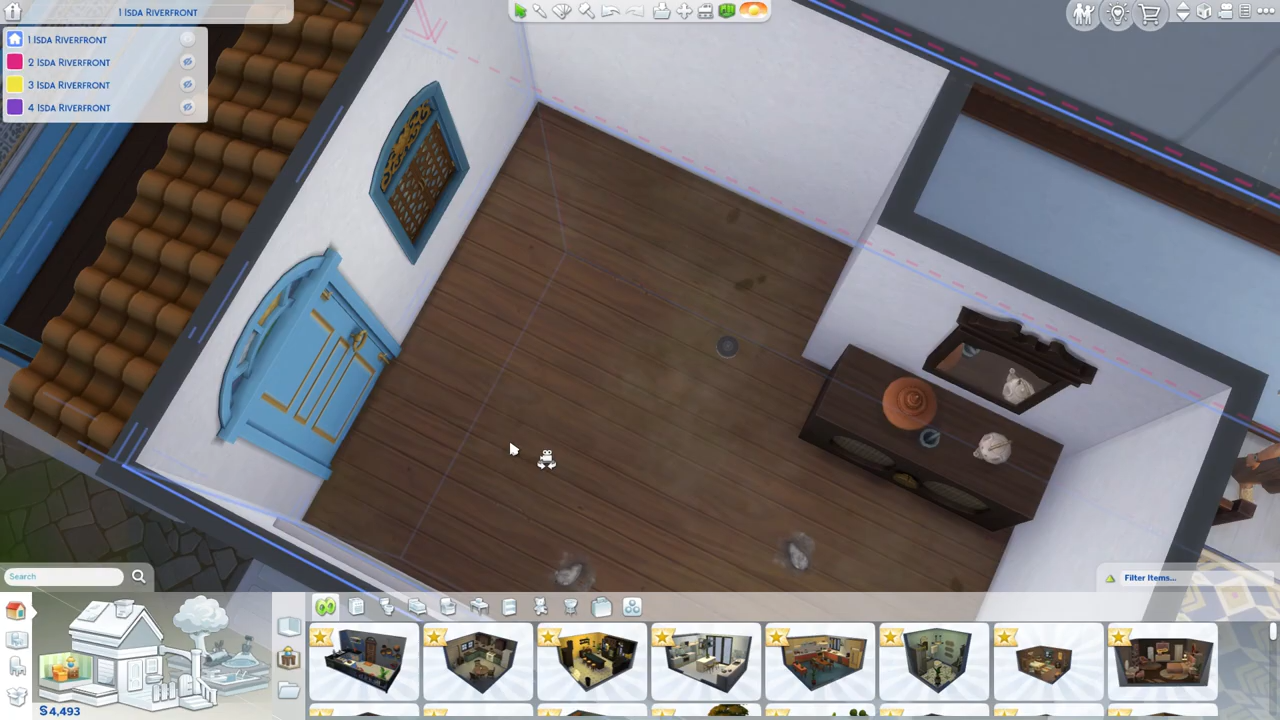 1 Isda Riverfront
1 Isda Riverfront
2 Isda Riverfront
3 Isda Riverfront
4 Isda Riverfront
Search
Filter Items...
§4,493